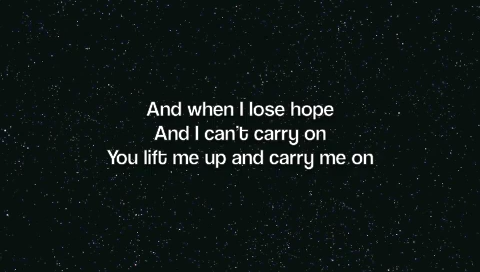 And when I lose hope
And I can't carry on
You lift me up and carry me on